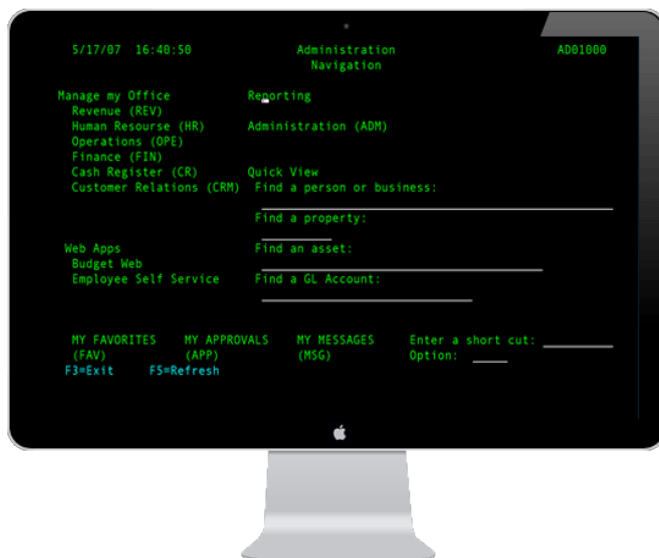 5/17/07 16:40:50 Administration AD01000
Navigation
Manage my Office Reporting
Revenue (REV)
Human Resourse (HR) Administration (ADM)
Operations (OPE)
Finance (FIN)
Cash Register (CR) Quick View
Customer Relations (CRM) Find a person or business:
Find a property:
Web Apps Find an asset:
Budget Web
Employee Self Service Find a GL Account:
MY FAVORITES MY APPROVALS MY MESSAGES Enter a short cut:
(FAV) (APP) (MSG) Option:
F3=Exit F5=Refresh